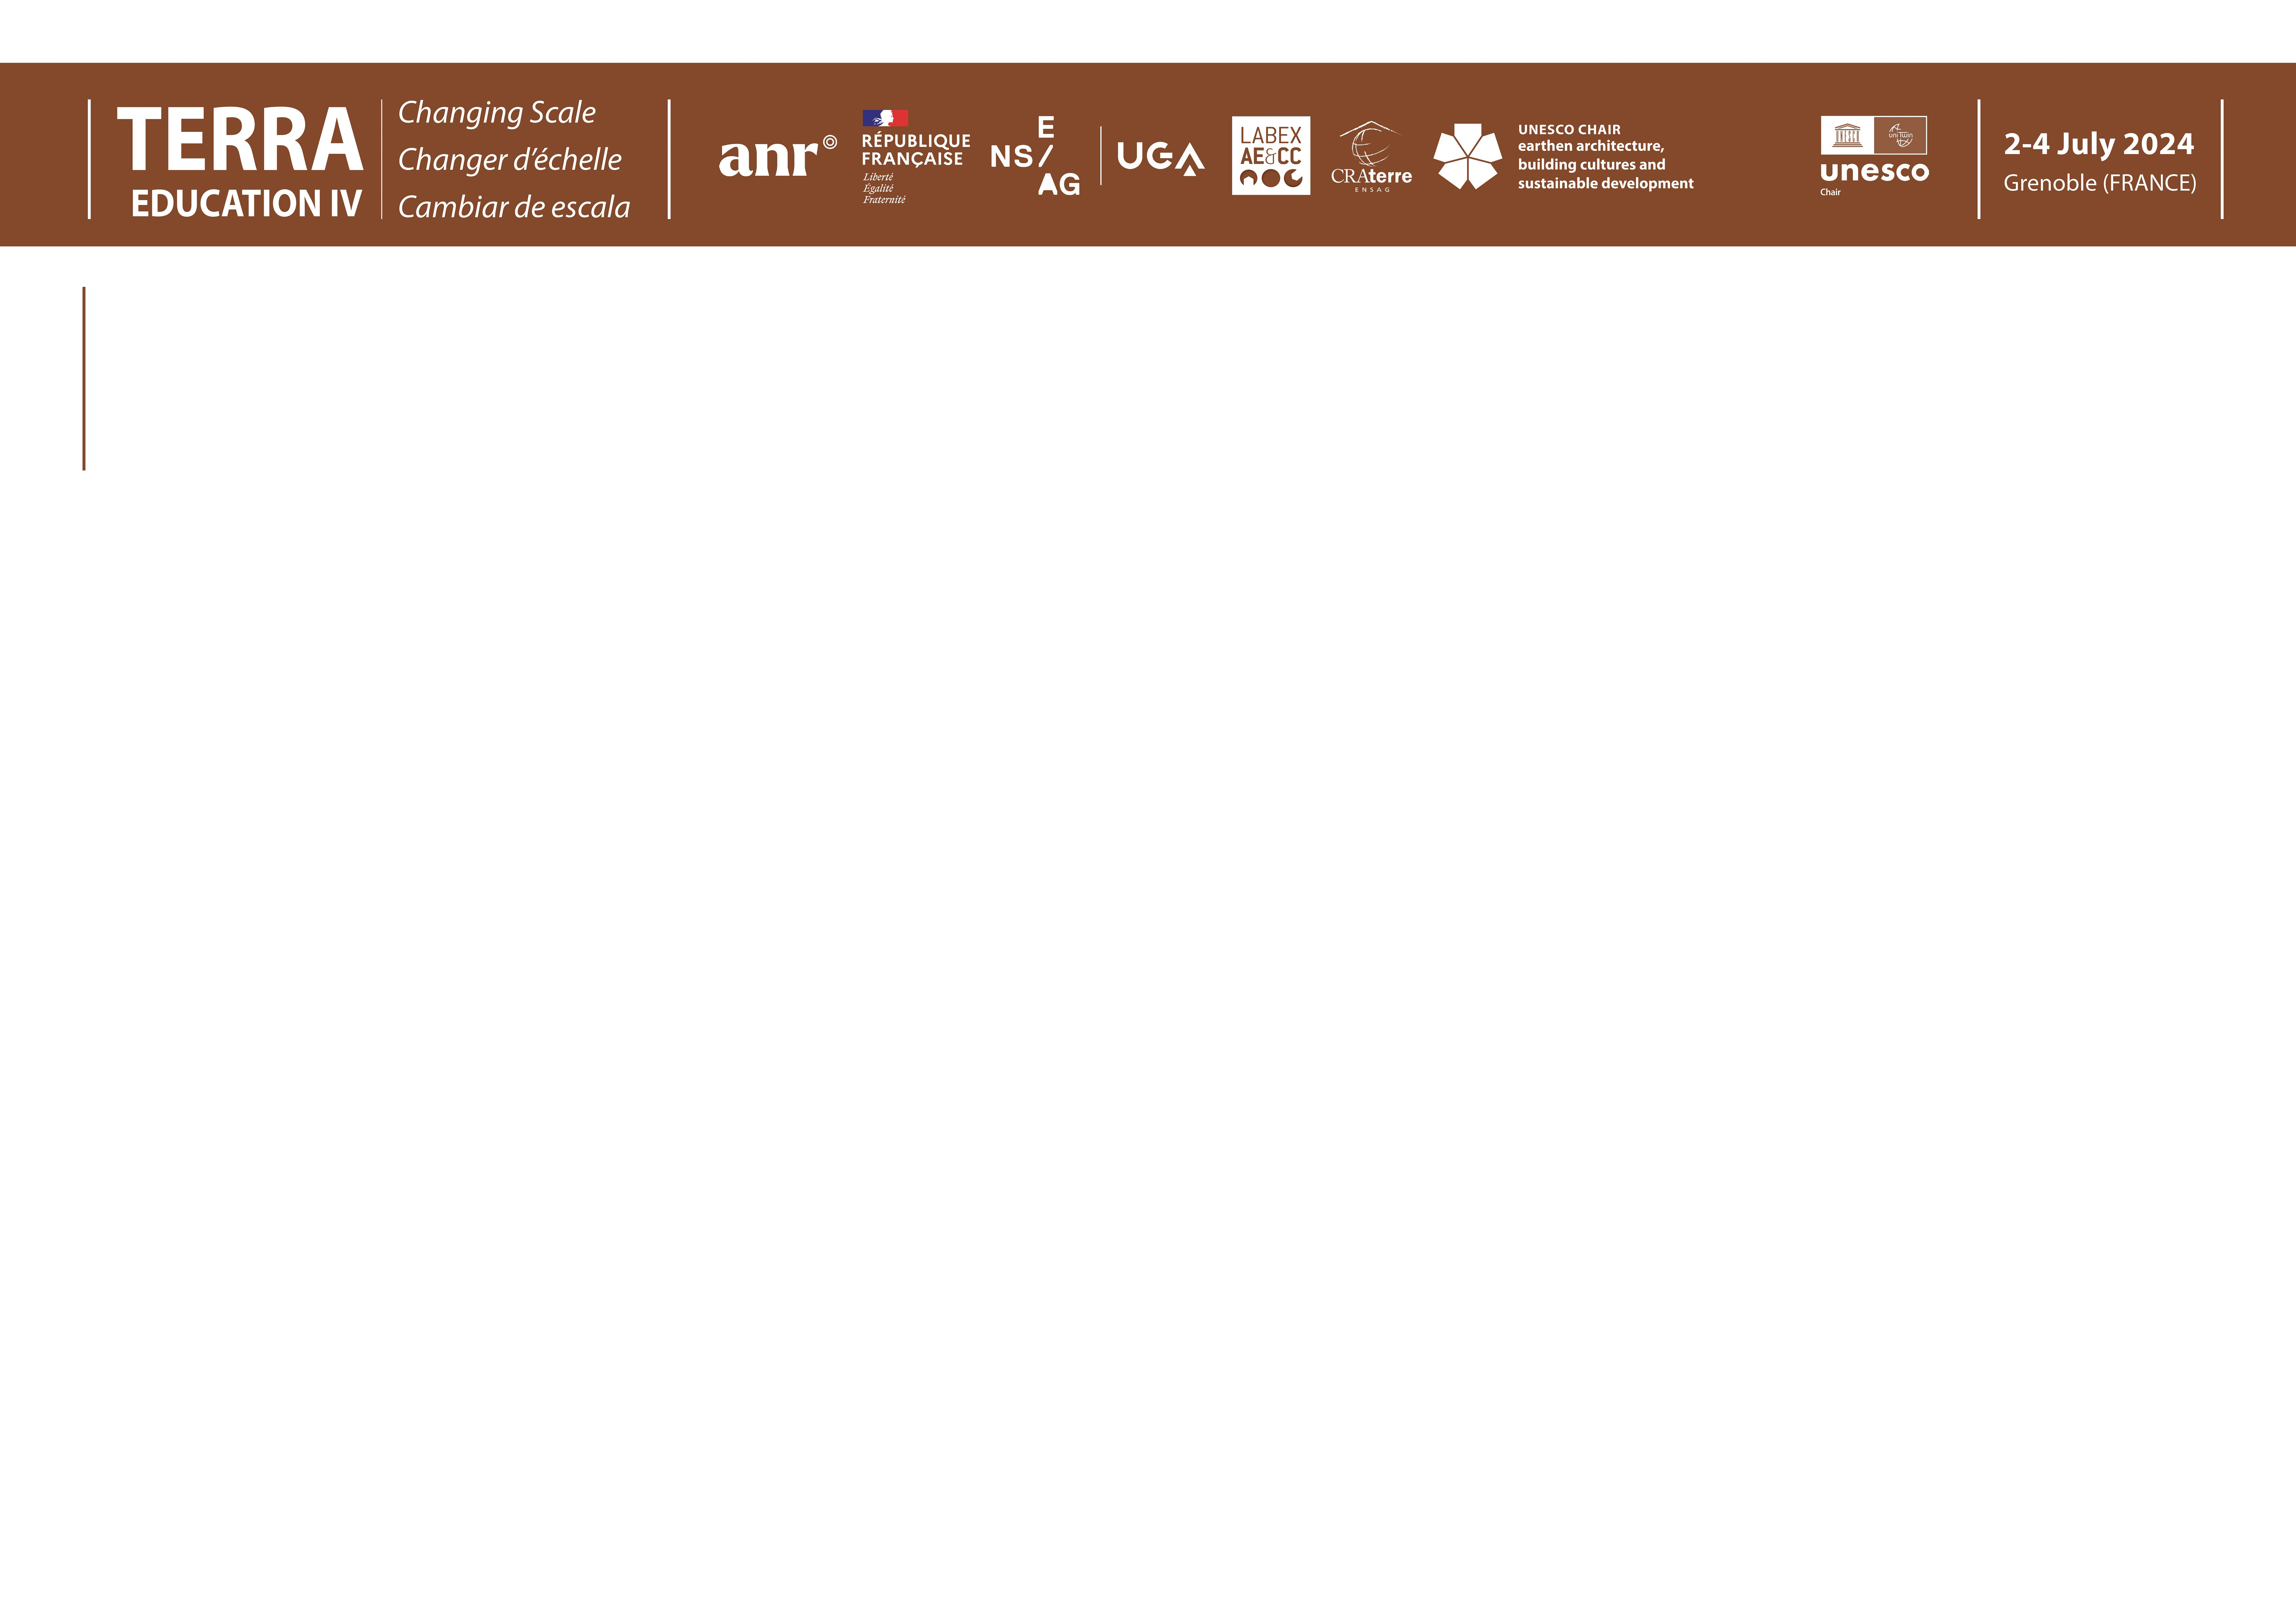 TERRA
EDUCATION IV
Changing Scale
Changer d'échelle
Cambiar de escala
anr
RÉPUBLIQUE
FRANÇAISE
Liberté
Égalité
Fraternité
E
NS/
AG
UGA
LABEX
AE&CC
CRAterre
ENSAG
UNESCO CHAIR
earthen architecture,
building cultures and
sustainable development
uni Twin
unesco
Chair
2-4 July 2024
Grenoble (FRANCE)